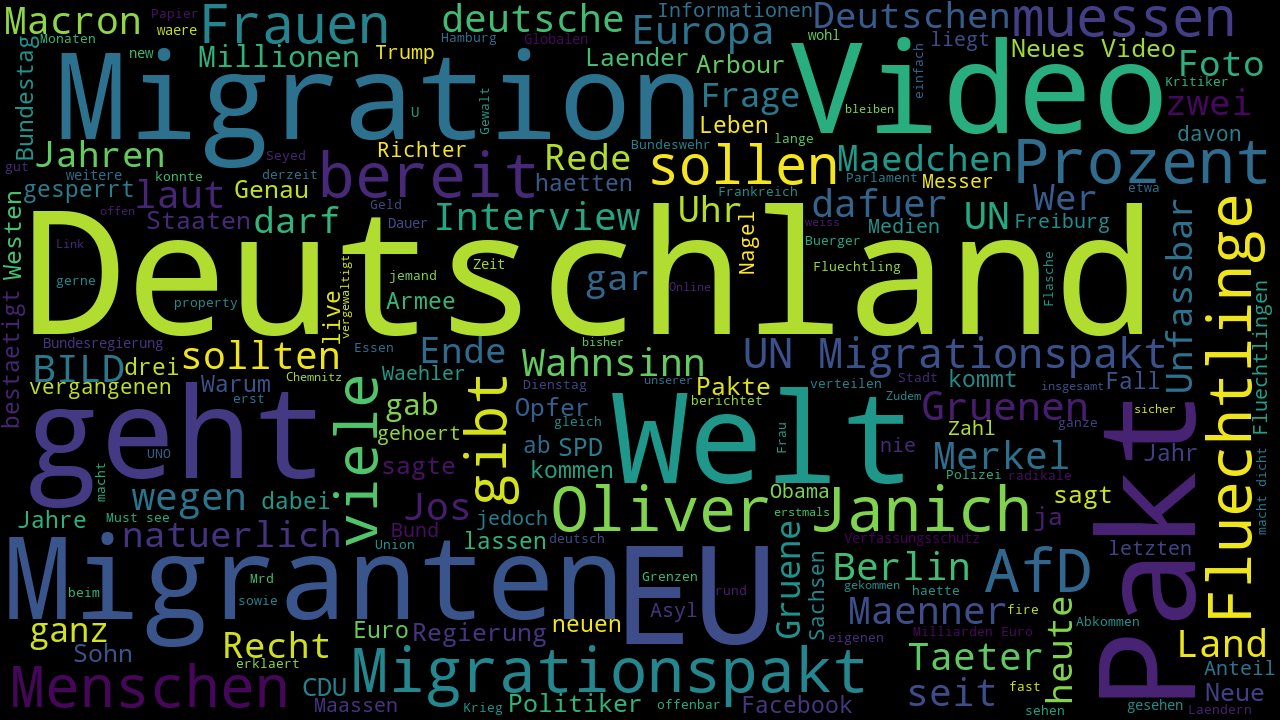 Macron
Papier
waere
Frauen
deutsche
Informationen
Europa
Deutschen
muessen
Monaten
new
Millionen
Trump
Hamburg
Globalen
Laender
Arbour
wohl
liegt
Neues Video
Foto
Bundestag
Migration
Video
einfach
Kritiker
U
Gewalt
Frage
bleiben
zwei
Leben
lange
davon
Jahren
Seyed
Richter
Rede
Bundeswehr
sollen
Maedchen
Prozent
gut
weitere
konnte
derzeit
bereit
haetten
Parlament
Messer
gesperrt
laut
Genau
Frankreich
dafuer
Wer
etwa
offen
Staaten
darf
Geld
Dauer
Interview
Uhr
weiss
Medien
UN
Freiburg
Westen
Link
Deutschland
Nagel
Buerger
Unfassbar
Fluechtlinge
gerne
jemand
Zeit
gar
Fluechtling
Flasche
property
live
vergewaltigt
Armee
Online
Fluechtlingen
bestaetigt
Bundesregierung
sollten
Essen
Ende
bisher
Wahnsinn
UN Migrationspakt
BILD
drei
vergangenen
Warum
Chemnitz
Waehler
Dienstag
unserer
Pakte
verteilen
Stadt
kommt
insgesamt
Fall
erst
viele
gab
gibt
Opfer
berichtet
Zudem
Gruenen
sicher
geht
gehoert
gleich
Welt
Zahl
ganze
Pakt
UNO
macht
sagte
ab
SPD
Frau
nie
Merkel
Jahr
kommen
Polizei
radikale
macht dicht
wegen
dabei
Jos
Oliver Janich
Obama
erstmals
sagt
Jahre
Must see
natuerlich
Bund
jedoch
ja
Union
lassen
deutsch
Verfassungsschutz
letzten
Migranten
EU
Gruene
Sachsen
Berlin
AfD
Mrd
Grenzen
rund
gekommen
haette
beim
sowie
Asyl
Maenner
fire
heute
Abkommen
ganz
Euro
Regierung
neuen
eigenen
Milliarden Euro
Land
Sohn
Recht
erklaert
Migrationspakt
Taeter
Anteil
Menschen
CDU
Maassen
Krieg
Politiker
offenbar
Facebook
seit
fast
sehen
gesehen
Neue
Laendern